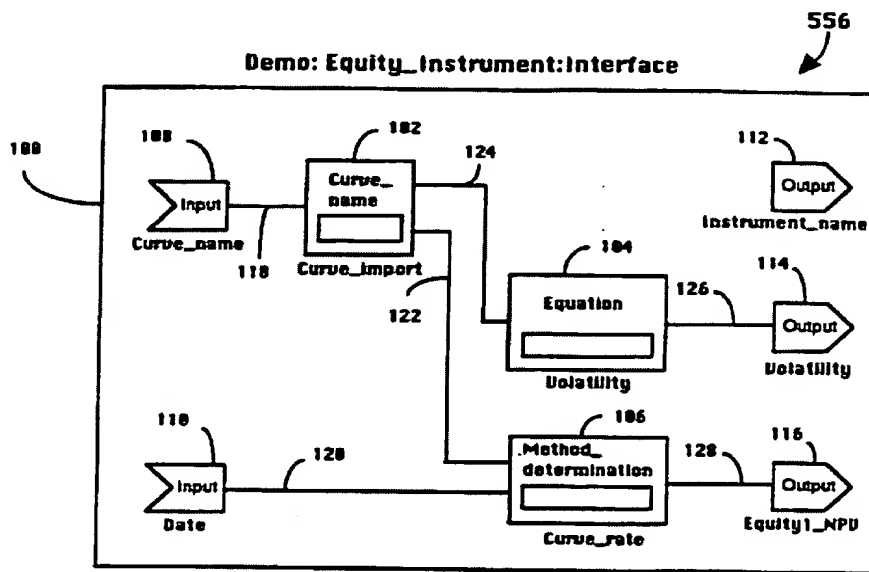 556
Demo: Equity_Instrument:Interface
100
108
102
124
112
Input
Curve_name
118
Curve_
name
Curve_import
Output
Instrument_name
104
122
126
114
Equation
Volatility
Output
Volatility
110
120
106
128
116
Input
Date
Method_
determination
Curve_rate
Output
Equity1_NPV